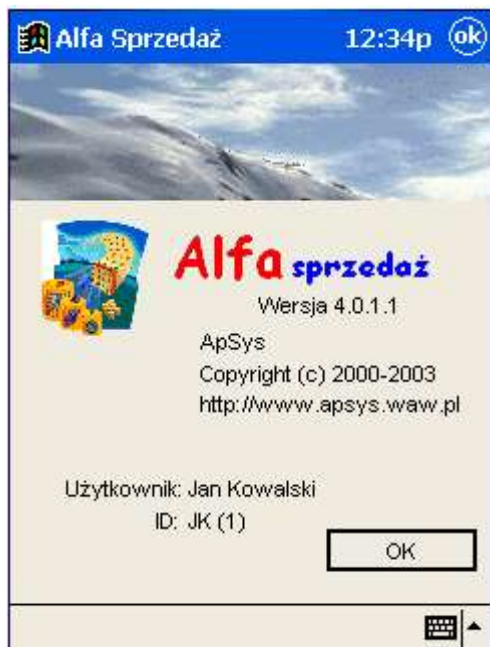 Alfa Sprzedaż 12:34p ok
Alfa sprzedaż
Wersja 4.0.1.1
ApSys
Copyright (c) 2000-2003
http://www.apsys.waw.pl
Użytkownik: Jan Kowalski
ID: JK (1)
OK